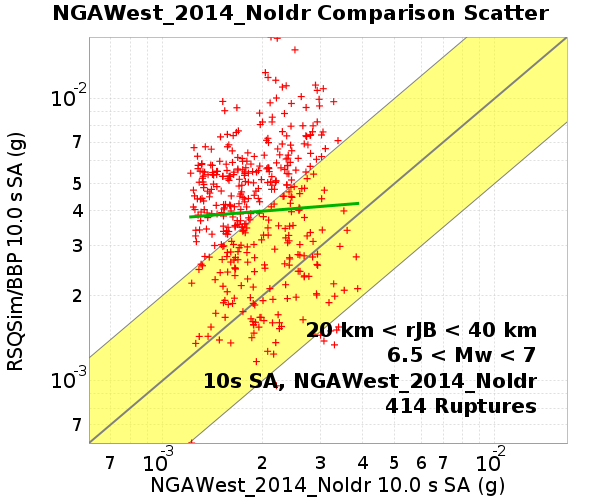 NGAWest_2014_NoIdr Comparison Scatter
RSQSim/BBP 10.0 s SA (g)
10-2
7
5
4
3
2
10-3
7
20 km < rJB < 40 km
6.5 < Mw < 7
10s SA, NGAWest_2014_NoIdr
414 Ruptures
7 10-3 2 3 4 5 6 7 10-2
NGAWest_2014_NoIdr 10.0 s SA (g)